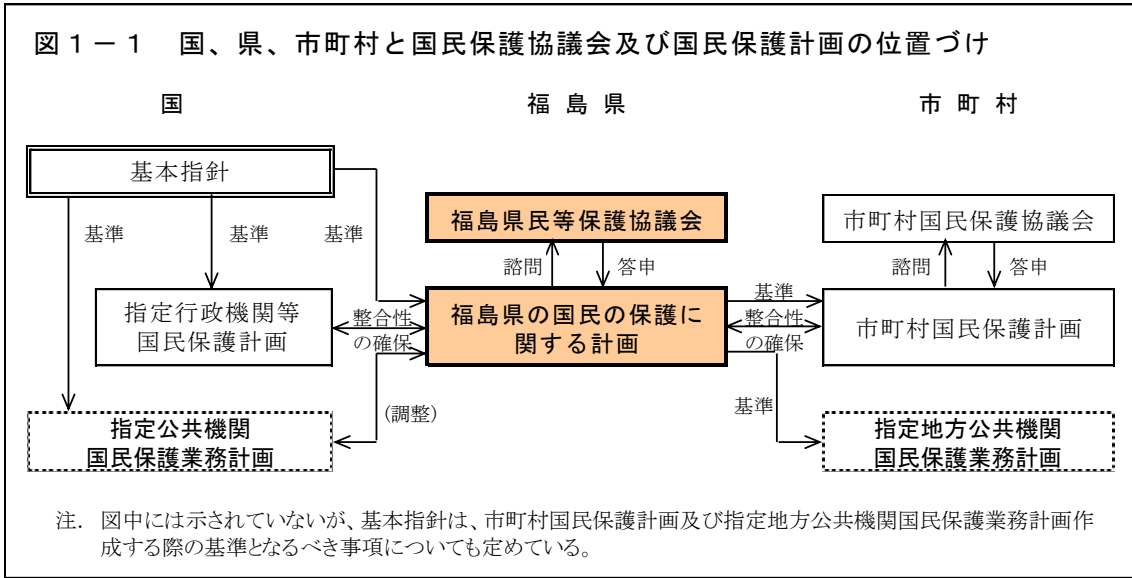 図１－１　国、県、市町村と国民保護協議会及び国民保護計画の位置づけ
国
福 島 県
市 町 村
基本指針
福島県民等保護協議会
市町村国民保護協議会
基準
基準
基準
諮問
答申
諮問
答申
指定行政機関等
国民保護計画
整合性
の確保
福島県の国民の保護に
関する計画
基準
整合性
の確保
市町村国民保護計画
(調整)
基準
指定公共機関
国民保護業務計画
指定地方公共機関
国民保護業務計画
注. 図中には示されていないが、基本指針は、市町村国民保護計画及び指定地方公共機関国民保護業務計画作
成する際の基準となるべき事項についても定めている。